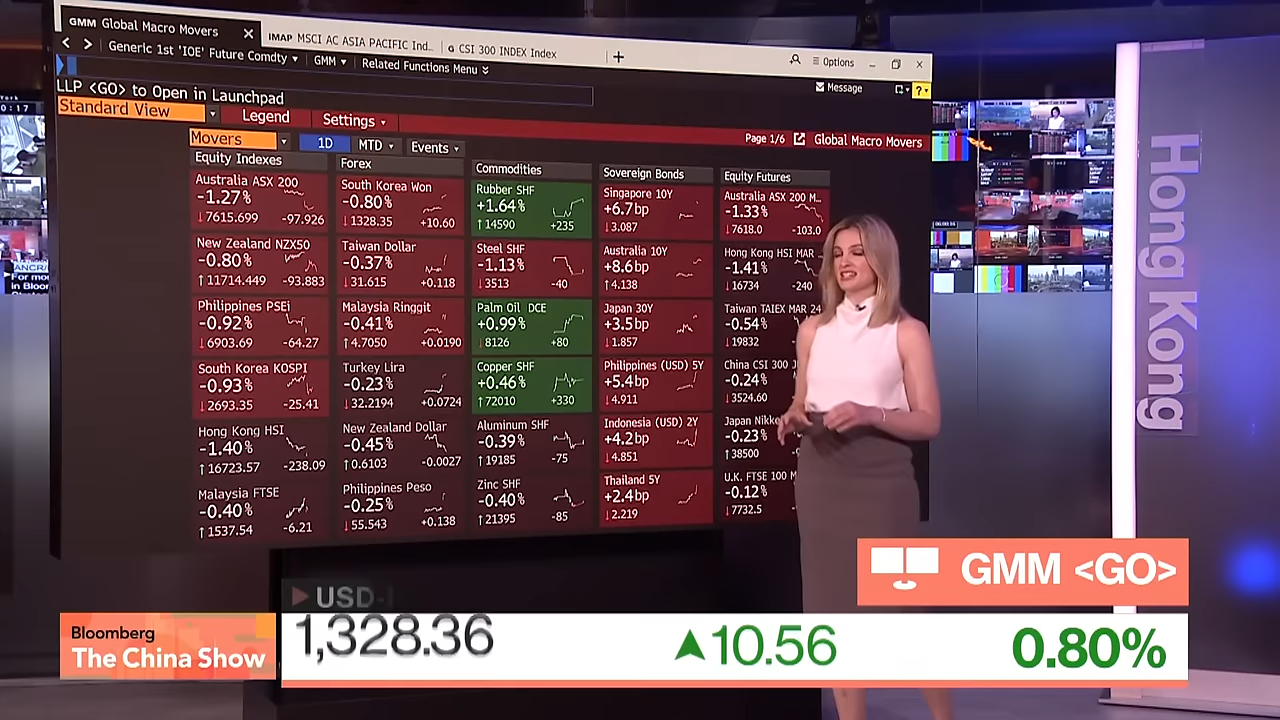 GMM Global Macro Movers
IMAP MSCI AC ASIA PACIFIC Ind...
G CSI 300 INDEX Index
Generic 1st 'IOE' Future Comdty
GMM
Related Functions Menu
Options
LLP <GO> to Open in Launchpad
Message
?
Standard View
Legend
Settings
Page 1/6
Global Macro Movers
Movers
1D
MTD
Events
Equity Indexes
Australia ASX 200
-1.27%
↓7615.699 -97.926
New Zealand NZX50
-0.80%
↑11714.449 -93.883
Philippines PSEi
-0.92%
↓6903.69 -64.27
South Korea KOSPI
-0.93%
↓2693.35 -25.41
Hong Kong HSI
-1.40%
↑16723.57 -238.09
Malaysia FTSE
-0.40%
↑1537.54 -6.21
Forex
South Korea Won
-0.80%
↓1328.35 +10.60
Taiwan Dollar
-0.37%
↓31.615 +0.118
Malaysia Ringgit
-0.41%
↑4.7050 +0.0190
Turkey Lira
-0.23%
↓32.2194 +0.0724
New Zealand Dollar
-0.45%
↑0.6103 -0.0027
Philippines Peso
-0.25%
↓55.543 +0.138
Commodities
Rubber SHF
+1.64%
↑14590 +235
Steel SHF
-1.13%
↓3513 -40
Palm Oil DCE
+0.99%
↓8126 +80
Copper SHF
+0.46%
↑72010 +330
Aluminum SHF
-0.39%
↑19185 -75
Zinc SHF
-0.40%
↑21395 -85
Sovereign Bonds
Singapore 10Y
+6.7bp
↓3.087
Australia 10Y
+8.6bp
↑4.138
Japan 30Y
+3.5bp
↓1.857
Philippines (USD) 5Y
+5.4bp
↓4.911
Indonesia (USD) 2Y
+4.2bp
↓4.851
Thailand 5Y
+2.4bp
↓2.219
Equity Futures
Australia ASX 200 M...
-1.33%
↓7618.0 -103.0
Hong Kong HSI MAR
-1.41%
↓16734 -240
Taiwan TAIEX MAR 24
-0.54%
↓19832
China CSI 300 J
-0.24%
↓3524.60
Japan Nikke
-0.23%
↑38500
U.K. FTSE 100 M
-0.12%
↓7732.5
Hong Kong
GMM <GO>
Bloomberg
The China Show
USD-
1,328.36
▲10.56
0.80%